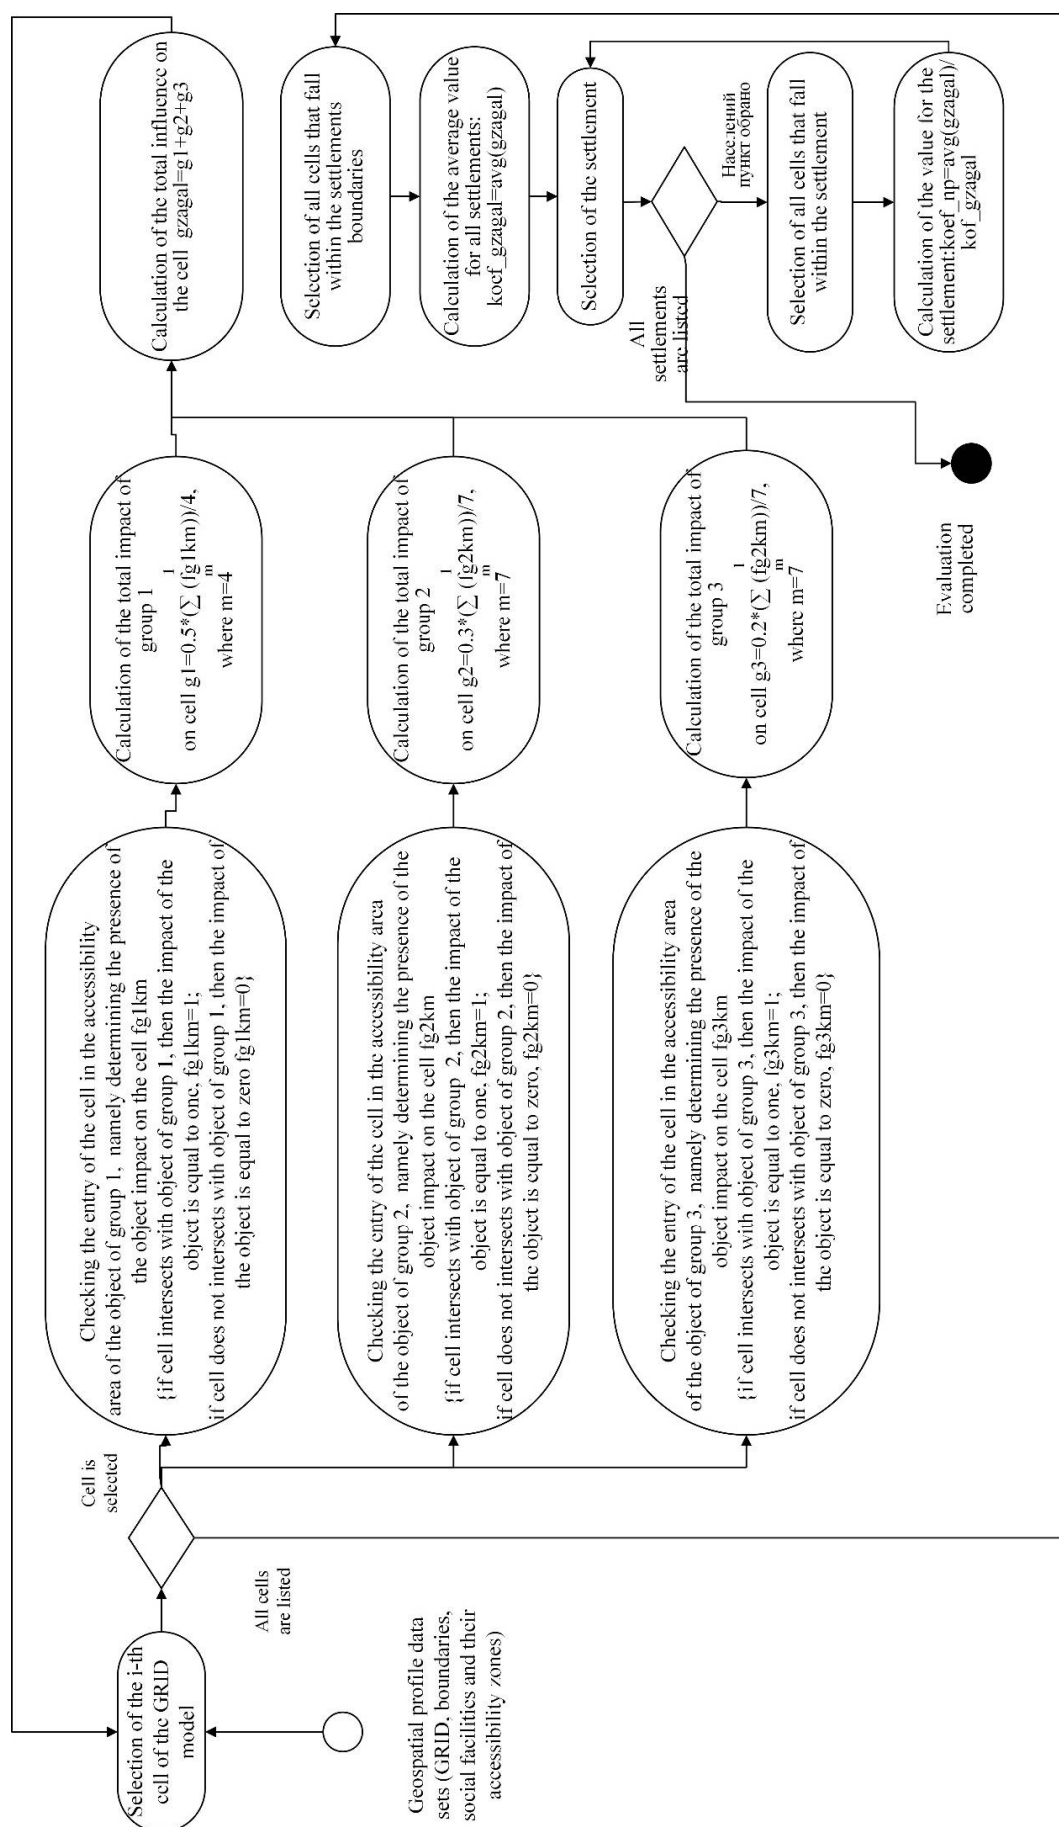 Geospatial profile data
sets (GRID, boundaries,
social facilities and their
accessibility zones)
Selection of the i-th
cell of the GRID
model
All cells
are listed
Cell is
selected
Checking the entry of the cell in the accessibility
area of the object of group 1, namely determining the presence of
the object impact on the cell fg1km
{if cell intersects with object of group 1, then the impact of the
object is equal to one, fg1km=1;
if cell does not intersects with object of group 1, then the impact of
the object is equal to zero fg1km=0}
Checking the entry of the cell in the accessibility area
of the object of group 2, namely determining the presence of the
object impact on the cell fg2km
{if cell intersects with object of group 2, then the impact of the
object is equal to one, fg2km=1;
if cell does not intersects with object of group 2, then the impact of
the object is equal to zero, fg2km=0}
Checking the entry of the cell in the accessibility area
of the object of group 3, namely determining the presence of the
object impact on the cell fg3km
{if cell intersects with object of group 3, then the impact of the
object is equal to one, fg3km=1;
if cell does not intersects with object of group 3, then the impact of
the object is equal to zero, fg3km=0}
Calculation of the total impact of
group 1
1
on cell g1=0.5*(∑ (fg1km))/4,
m
where m=4
Calculation of the total impact of
group 2
1
on cell g2=0.3*(∑ (fg2km))/7,
m
where m=7
Calculation of the total impact of
group 3
1
on cell g3=0.2*(∑ (fg2km))/7,
m
where m=7
Calculation of the total influence on
the cell gzagal=g1+g2+g3
Selection of all cells that fall
within the settlements
boundaries
Calculation of the average value
for all settlements:
koef_gzagal=avg(gzagal)
Selection of the settlement
All
settlements
are listed
Населений
пункт обрано
Selection of all cells that fall
within the settlement
Calculation of the value for the
settlement:koef_np=avg(gzagal)/
kof_gzagal
Evaluation
completed